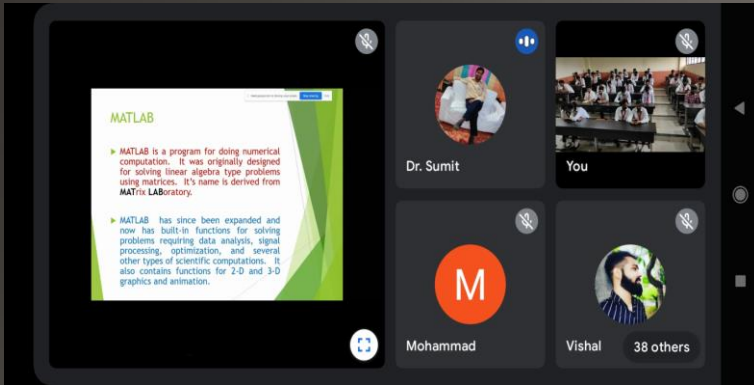 MATLAB
MATLAB is a program for doing numerical
computation. It was originally designed
for solving linear algebra type problems
using matrices. It's name is derived from
MATrix LABoratory.
MATLAB has since been expanded and
now has built-in functions for solving
problems requiring data analysis, signal
processing, optimization, and several
other types of scientific computations. It
also contains functions for 2-D and 3-D
graphics and animation.
Dr. Sumit
You
M
Mohammad
Vishal
38 others